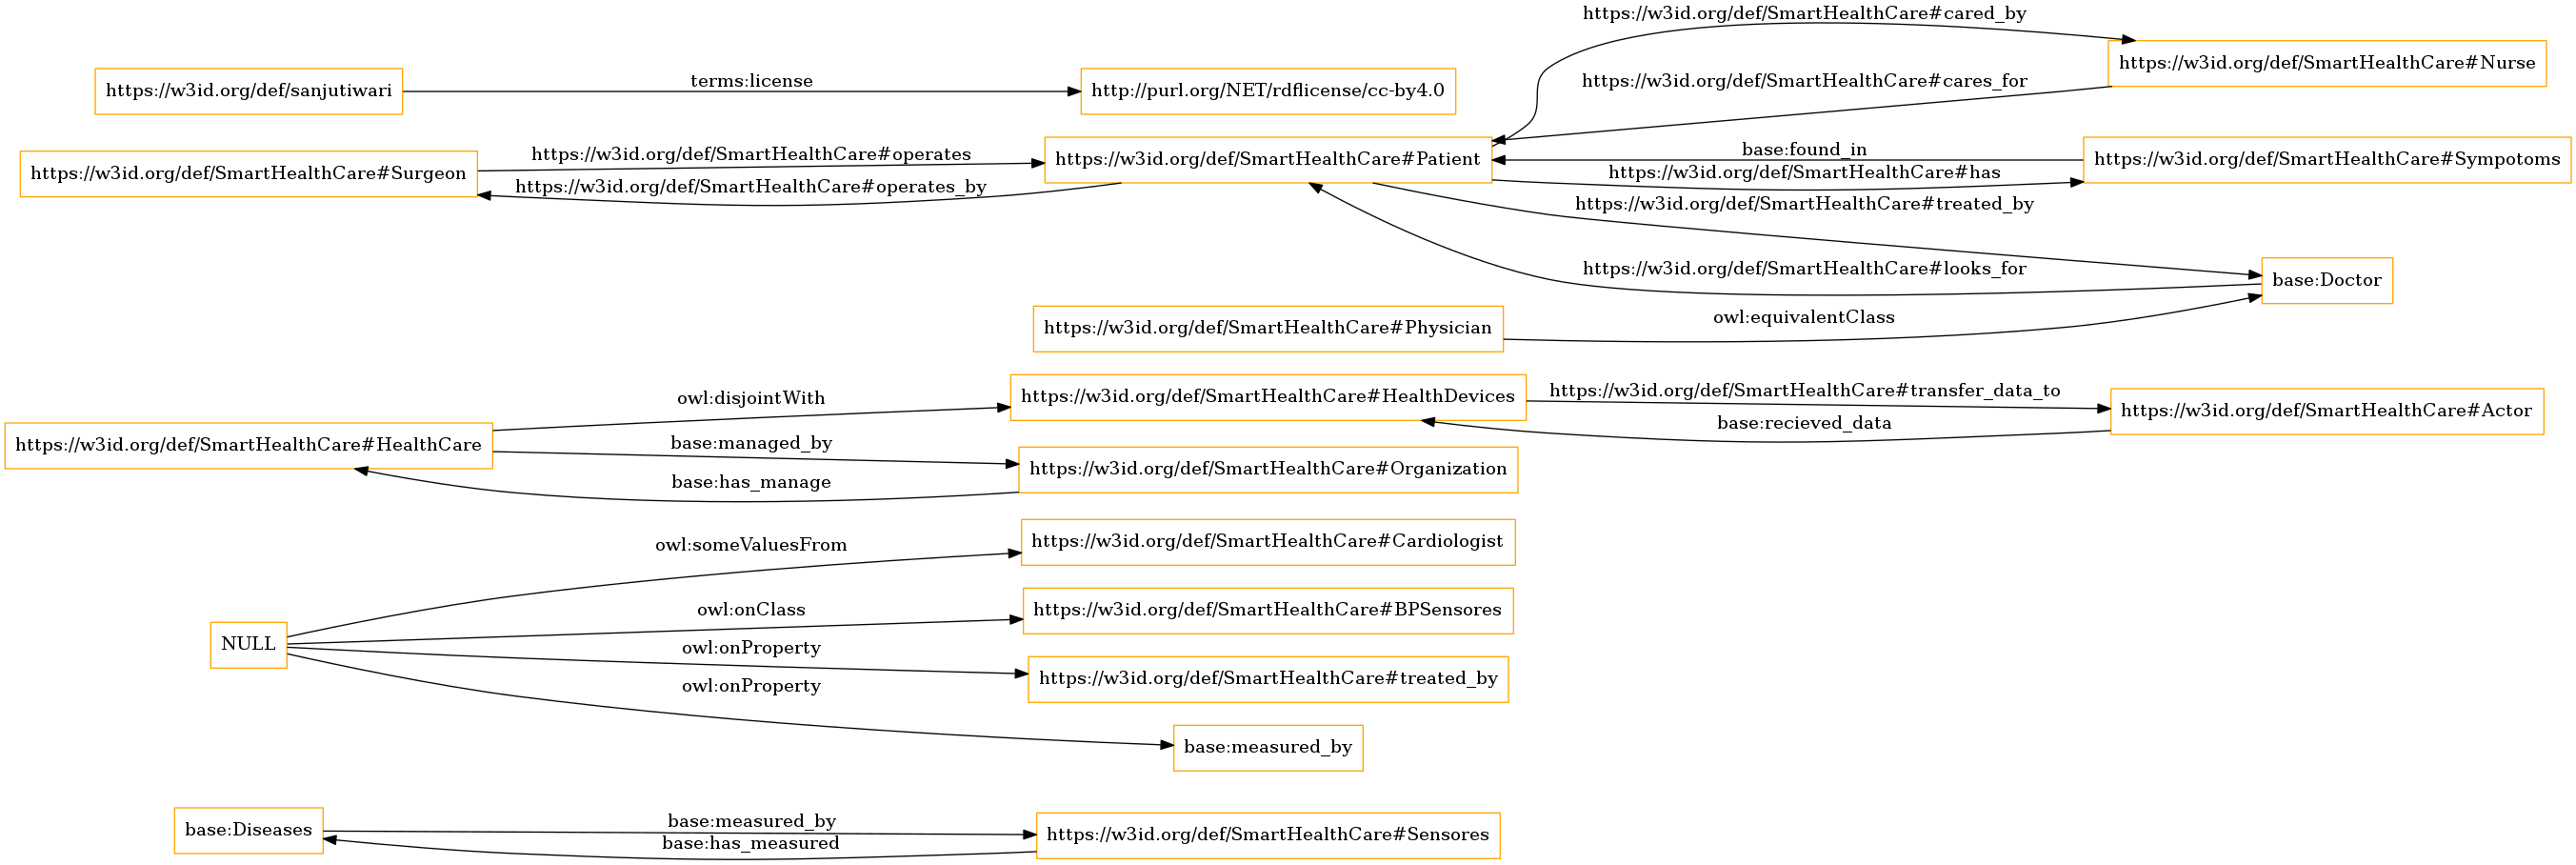 https://w3id.org/def/SmartHealthCare#cared_by
https://w3id.org/def/SmartHealthCare#Nurse
https://w3id.org/def/sanjutiwari
terms:license
http://purl.org/NET/rdflicense/cc-by4.0
https://w3id.org/def/SmartHealthCare#cares_for
https://w3id.org/def/SmartHealthCare#Surgeon
https://w3id.org/def/SmartHealthCare#operates
https://w3id.org/def/SmartHealthCare#operates_by
https://w3id.org/def/SmartHealthCare#Patient
base:found_in
https://w3id.org/def/SmartHealthCare#has
https://w3id.org/def/SmartHealthCare#Sympotoms
https://w3id.org/def/SmartHealthCare#treated_by
https://w3id.org/def/SmartHealthCare#looks_for
base:Doctor
https://w3id.org/def/SmartHealthCare#Physician
owl:equivalentClass
https://w3id.org/def/SmartHealthCare#HealthCare
owl:disjointWith
https://w3id.org/def/SmartHealthCare#HealthDevices
https://w3id.org/def/SmartHealthCare#transfer_data_to
base:recieved_data
https://w3id.org/def/SmartHealthCare#Actor
base:managed_by
base:has_manage
https://w3id.org/def/SmartHealthCare#Organization
NULL
owl:someValuesFrom
https://w3id.org/def/SmartHealthCare#Cardiologist
owl:onClass
https://w3id.org/def/SmartHealthCare#BPSensores
owl:onProperty
https://w3id.org/def/SmartHealthCare#treated_by
owl:onProperty
base:measured_by
base:Diseases
base:measured_by
base:has_measured
https://w3id.org/def/SmartHealthCare#Sensores